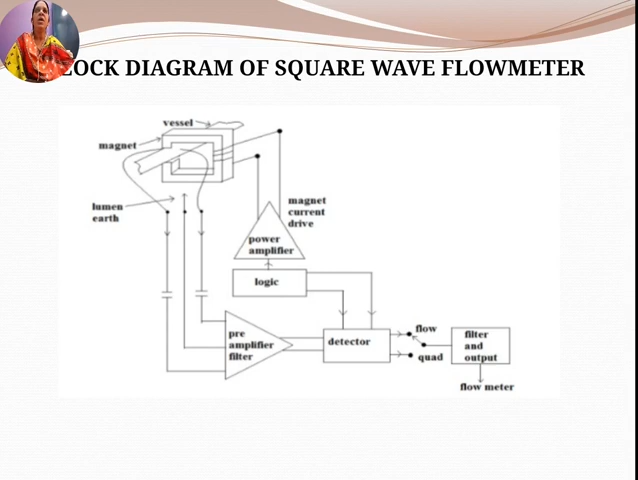 LOCK DIAGRAM OF SQUARE WAVE FLOWMETER
vessel
magnet
lumen
earth
magnet
current
drive
power
amplifier
logic
pre
amplifier
filter
detector
flow
quad
filter
and
output
flow meter